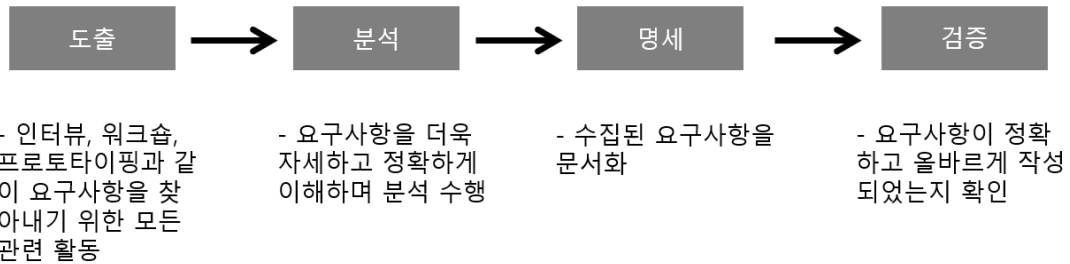 도출
분석
명세
검증
- 인터뷰, 워크숍,
프로토타이핑과 같
이 요구사항을 찾
아내기 위한 모든
관련 활동
- 요구사항을 더욱
자세하고 정확하게
이해하며 분석 수행
- 수집된 요구사항을
문서화
- 요구사항이 정확
하고 올바르게 작성
되었는지 확인